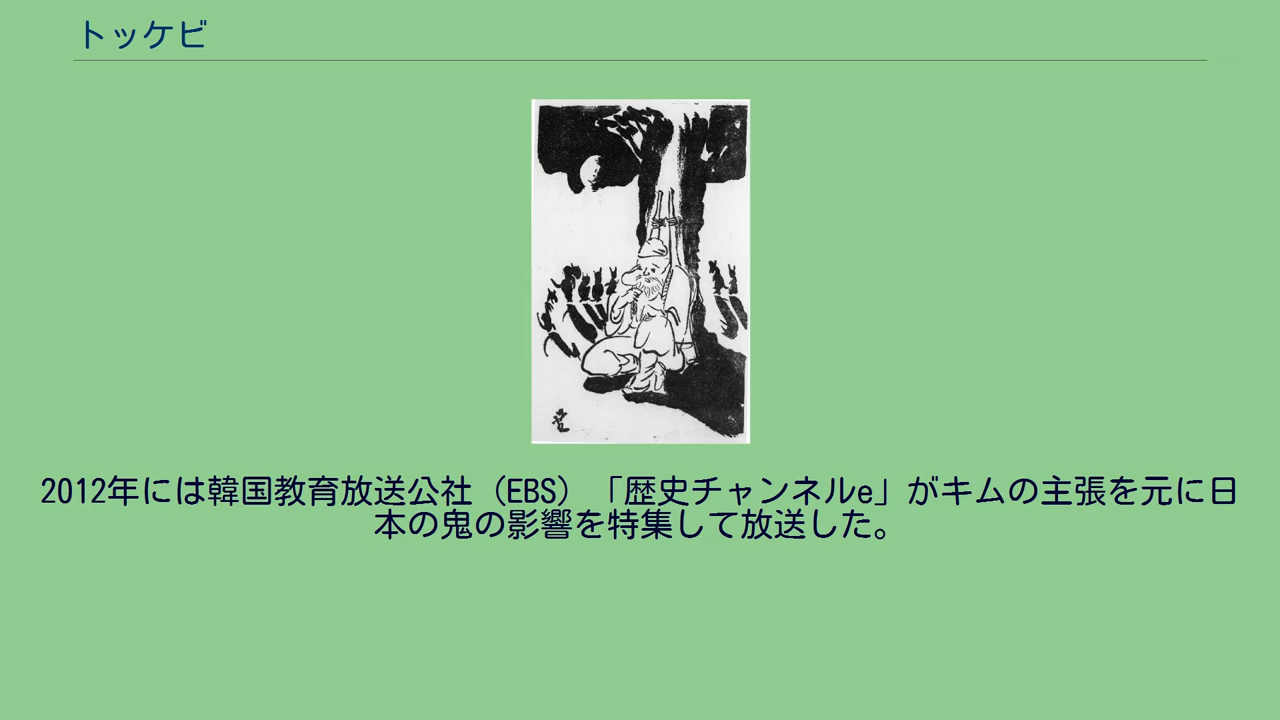 トッケビ
2012年には韓国教育放送公社（EBS）「歴史チャンネルe」がキムの主張を元に日
本の鬼の影響を特集して放送した。